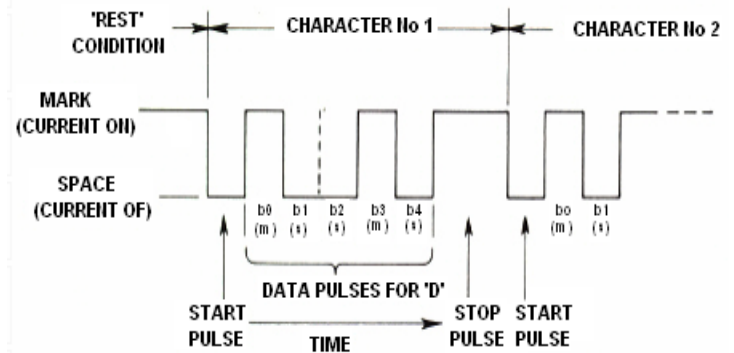 'REST'
CONDITION
CHARACTER No 1
CHARACTER No 2
MARK
(CURRENT ON)
SPACE
(CURRENT OF)
b0 b1 b2 b3 b4 bo b1
(m) (s) (s) (m) (s) (m) (s)
DATA PULSES FOR 'D'
START
PULSE
TIME
STOP
PULSE
START
PULSE